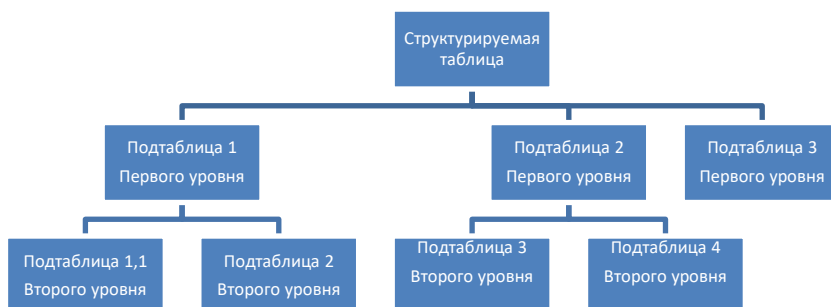 Структурируемая
таблица
Подтаблица 1
Первого уровня
Подтаблица 2
Первого уровня
Подтаблица 3
Первого уровня
Подтаблица 1,1
Второго уровня
Подтаблица 2
Второго уровня
Подтаблица 3
Второго уровня
Подтаблица 4
Второго уровня